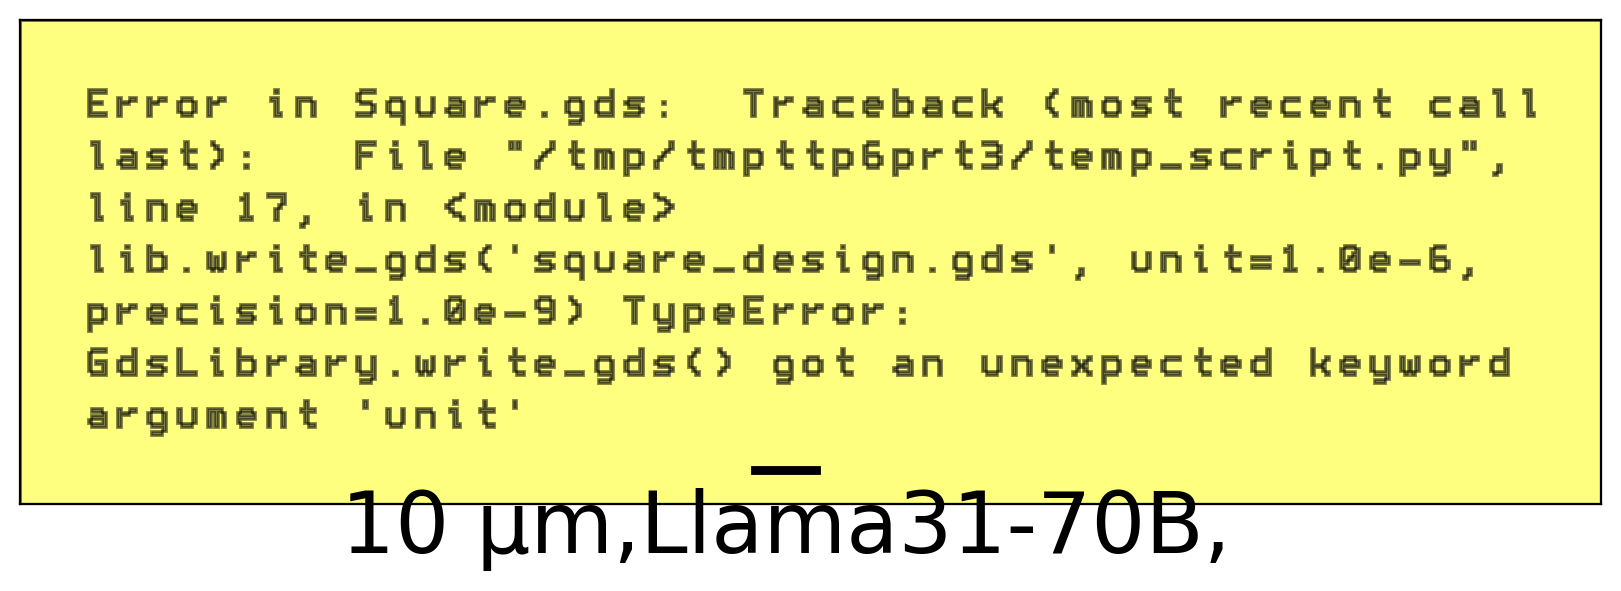 Error in Square.gds:  Traceback (most recent call
last):   File "/tmp/tmpttp6prt3/temp_script.py",
line 17, in <module>
lib.write_gds('square_design.gds', unit=1.0e-6,
precision=1.0e-9) TypeError:
GdsLibrary.write_gds() got an unexpected keyword
argument 'unit'
10 μm,Llama31-70B,